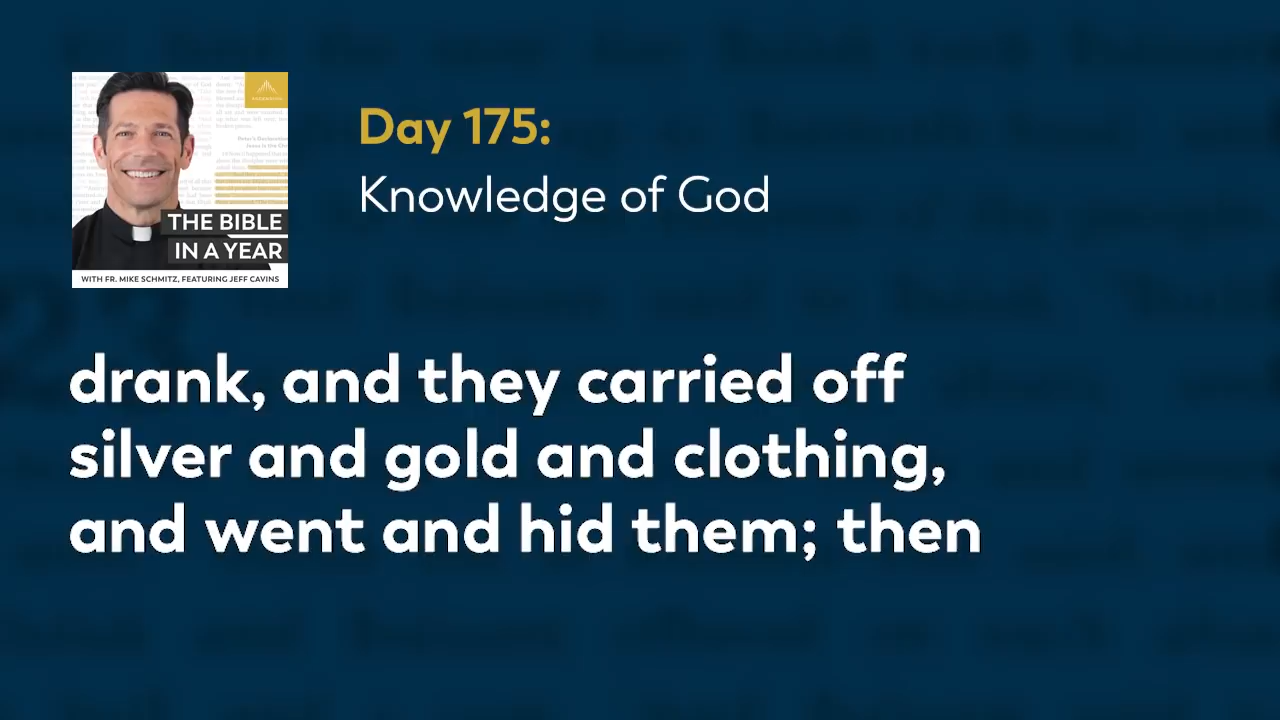 Day 175:
Knowledge of God
THE BIBLE
IN A YEAR
WITH FR. MIKE SCHMITZ, FEATURING JEFF CAVINS
drank, and they carried off
silver and gold and clothing,
and went and hid them; then